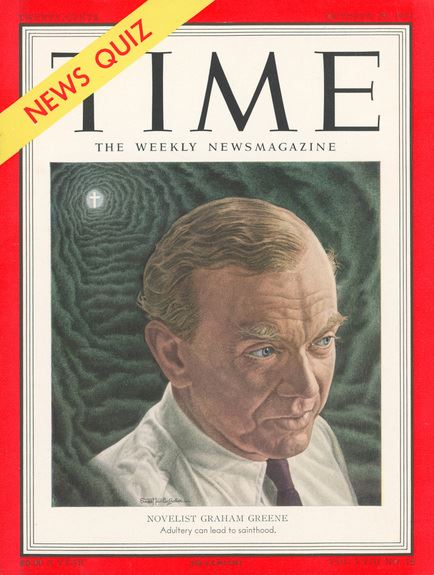 NEWS QUIZ
TIME
THE WEEKLY NEWSMAGAZINE
NOVELIST GRAHAM GREENE
Adultery can lead to sainthood.